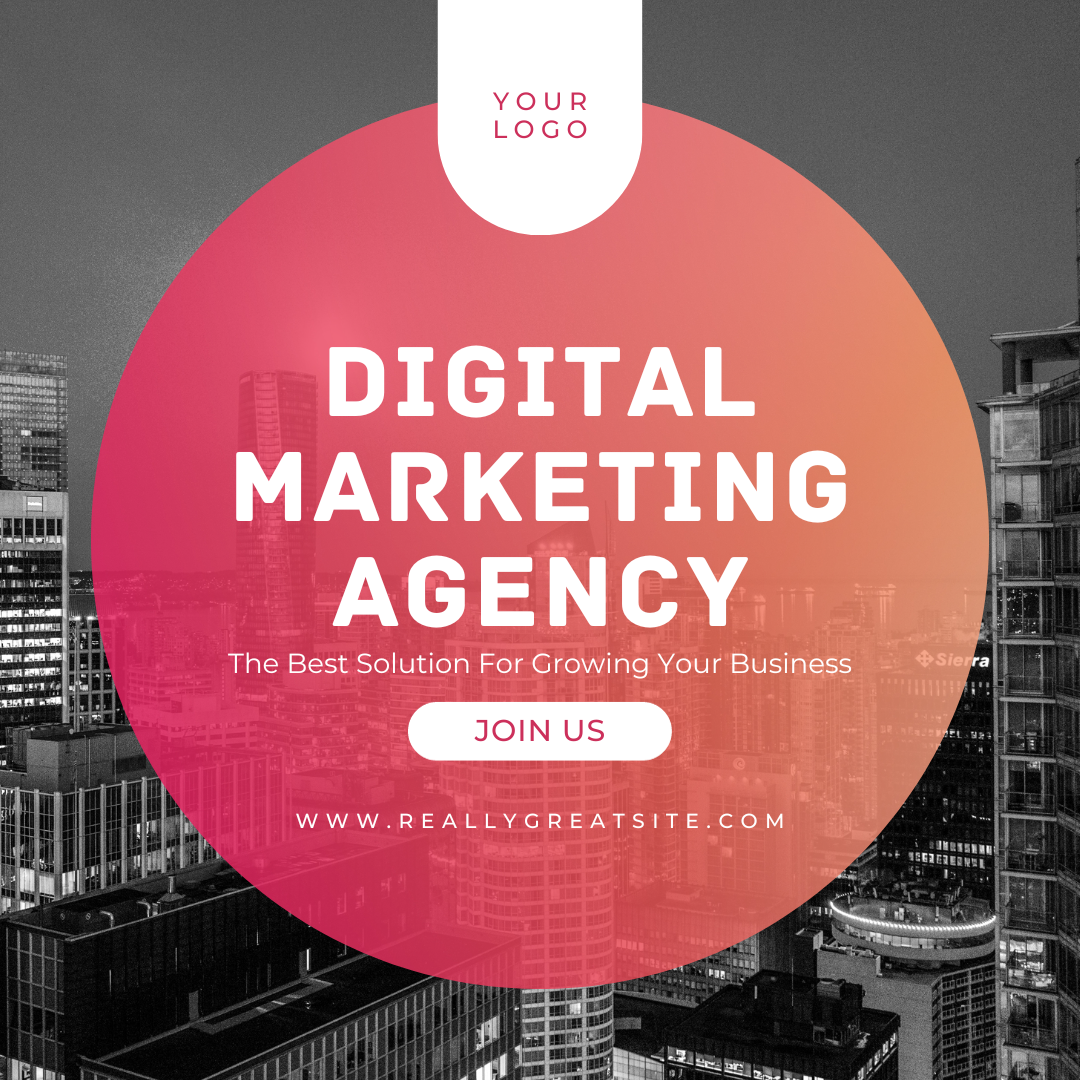 YOUR
LOGO
DIGITAL
MARKETING
AGENCY
The Best Solution For Growing Your Business
Sierra
JOIN US
WWW.REALLYGREATSITE.COM